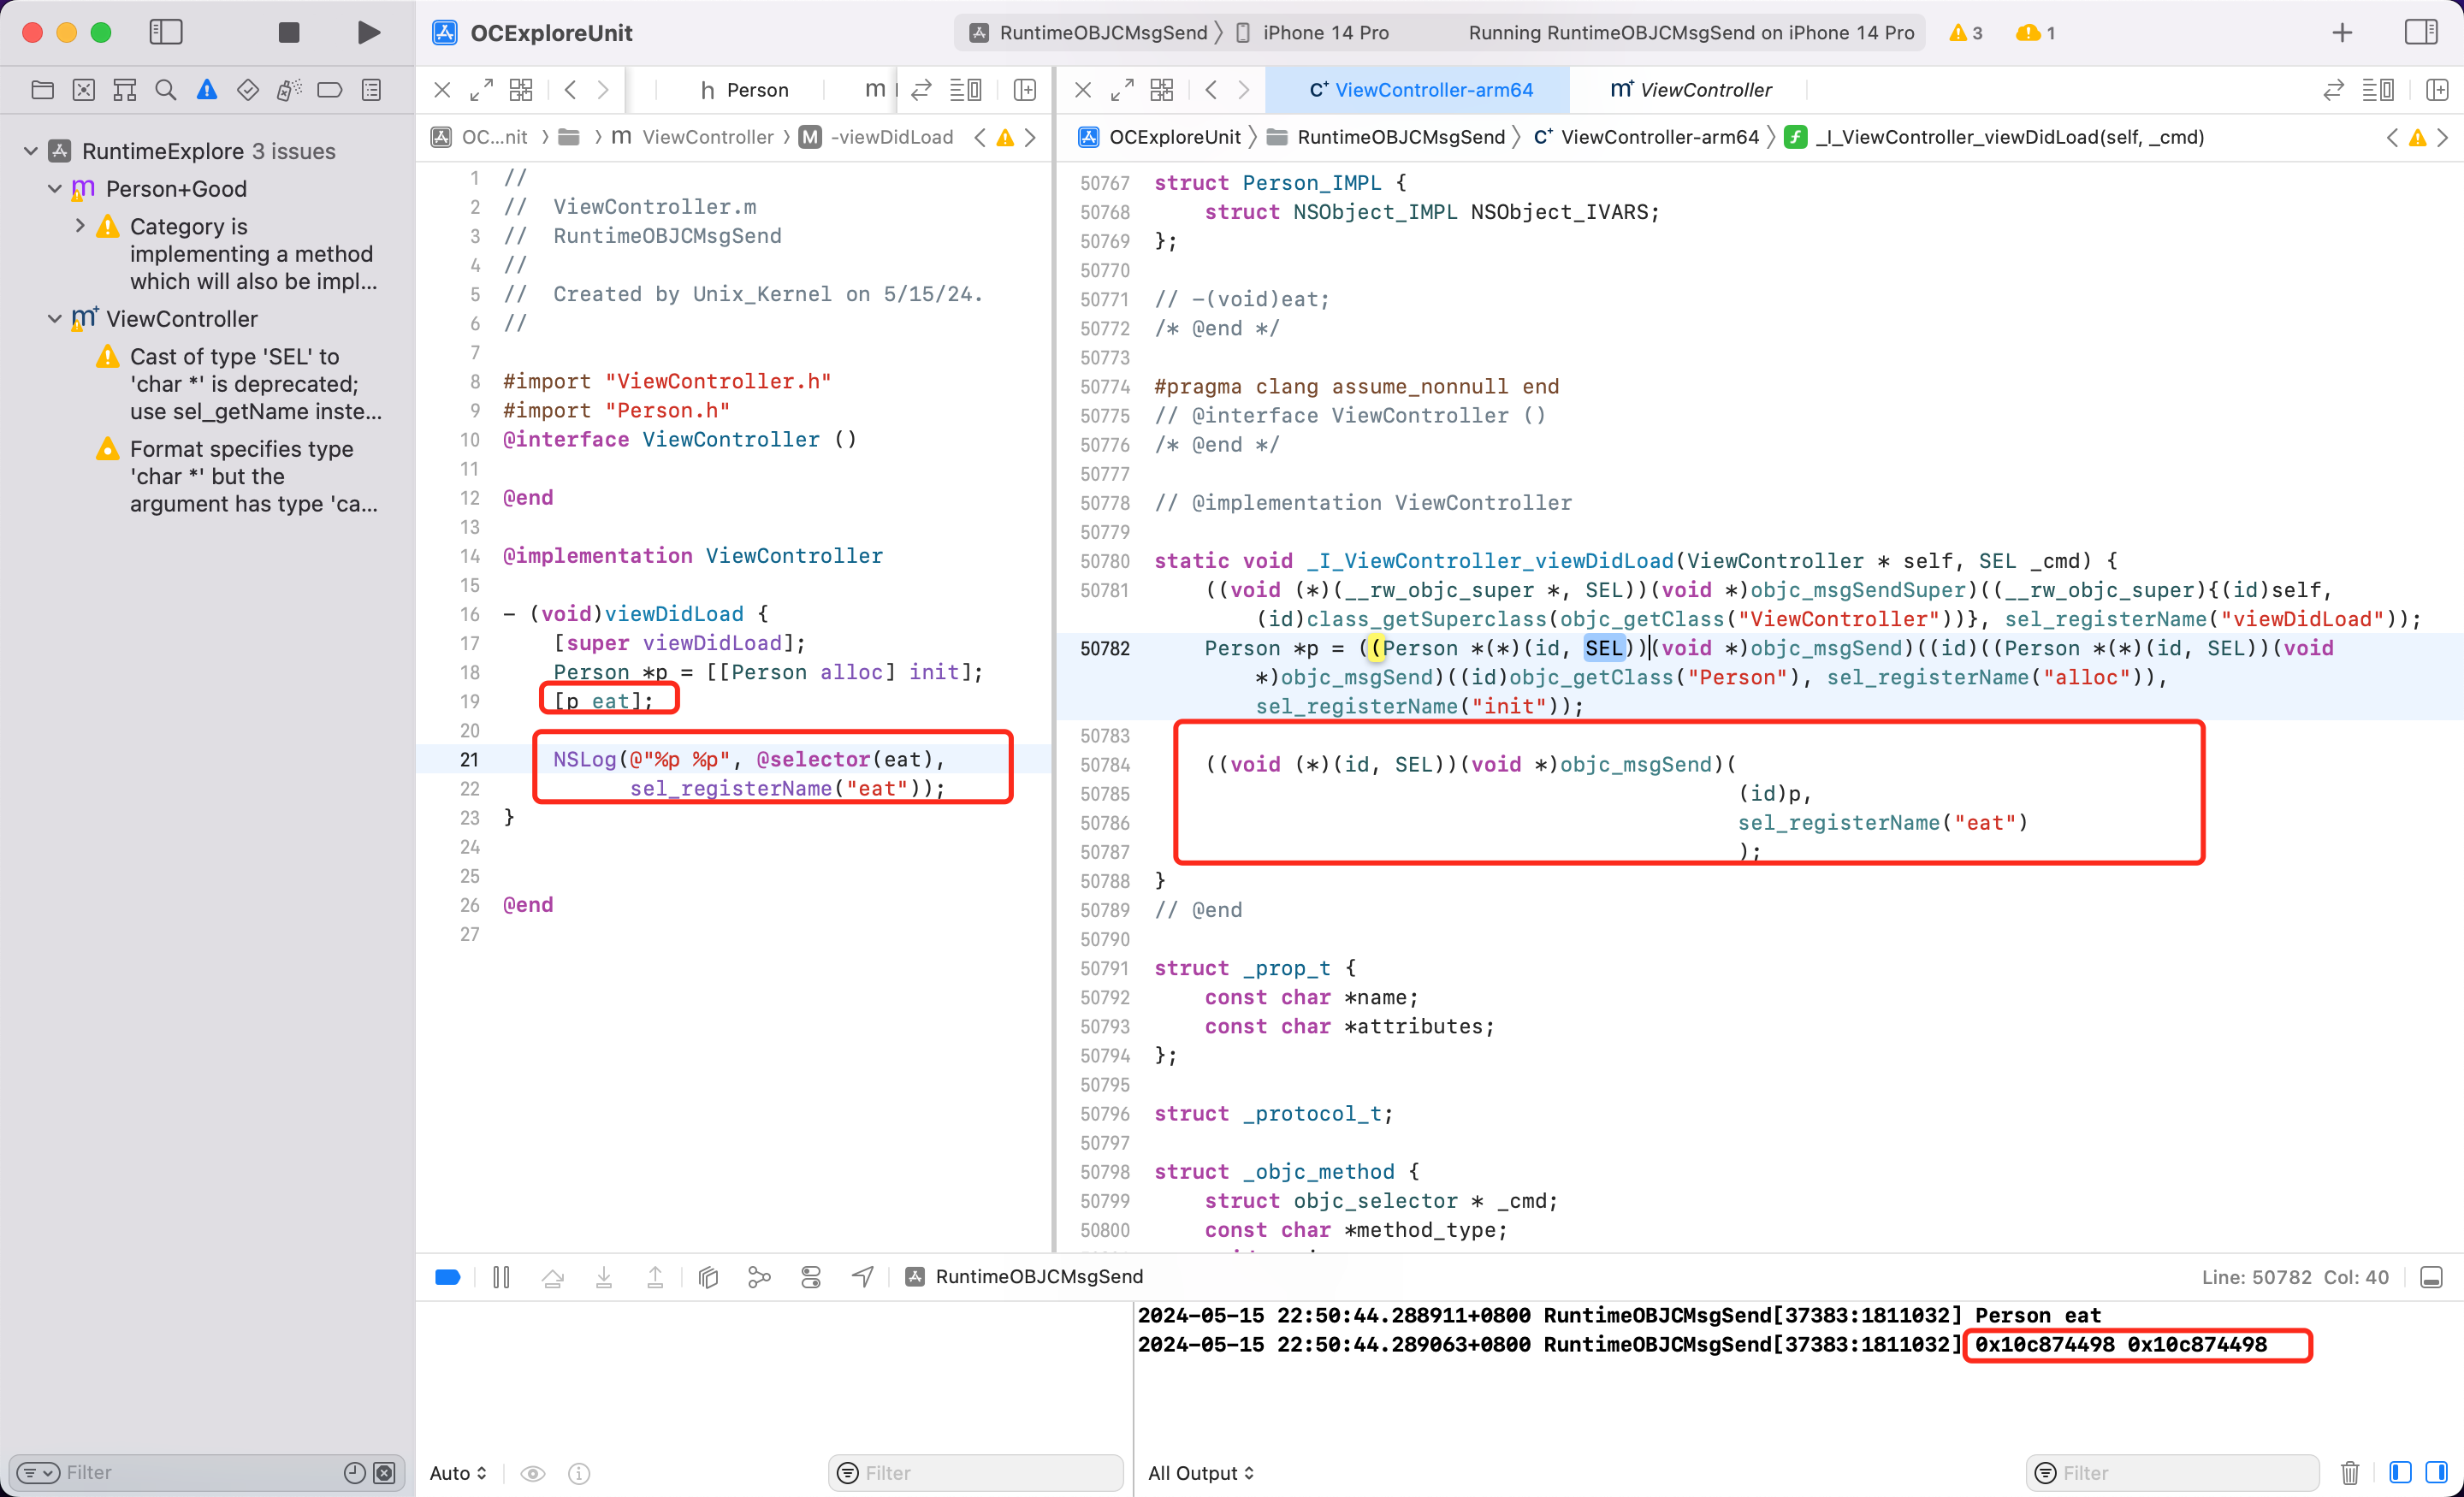 OCExploreUnit
RuntimeOBJCMsgSend 〉 iPhone 14 Pro
Running RuntimeOBJCMsgSend on iPhone 14 Pro
3
1
RuntimeExplore 3 issues
Person+Good
Category is
implementing a method
which will also be impl...
ViewController
Cast of type 'SEL' to
'char *' is deprecated;
use sel_getName inste...
Format specifies type
'char *' but the
argument has type 'ca...
Filter
h Person
m
OC...nit 〉 〉 m ViewController 〉 M -viewDidLoad
1 //
2 //  ViewController.m
3 //  RuntimeOBJCMsgSend
4 //
5 //  Created by Unix_Kernel on 5/15/24.
6 //
7
8 #import "ViewController.h"
9 #import "Person.h"
10 @interface ViewController ()
11
12 @end
13
14 @implementation ViewController
15
16 - (void)viewDidLoad {
17     [super viewDidLoad];
18     Person *p = [[Person alloc] init];
19     [p eat];
20
21     NSLog(@"%p %p", @selector(eat),
22           sel_registerName("eat"));
23 }
24
25
26 @end
27
C+ ViewController-arm64
m+ ViewController
OCExploreUnit 〉 RuntimeOBJCMsgSend 〉 C+ ViewController-arm64 〉 f _I_ViewController_viewDidLoad(self, _cmd)
50767 struct Person_IMPL {
50768     struct NSObject_IMPL NSObject_IVARS;
50769 };
50770
50771 // -(void)eat;
50772 /* @end */
50773
50774 #pragma clang assume_nonnull end
50775 // @interface ViewController ()
50776 /* @end */
50777
50778 // @implementation ViewController
50779
50780 static void _I_ViewController_viewDidLoad(ViewController * self, SEL _cmd) {
50781     ((void (*)(__rw_objc_super *, SEL))(void *)objc_msgSendSuper)((__rw_objc_super){(id)self,
(id)class_getSuperclass(objc_getClass("ViewController"))}, sel_registerName("viewDidLoad"));
50782     Person *p = ((Person *(*)(id, SEL))(void *)objc_msgSend)((id)((Person *(*)(id, SEL))(void
*)objc_msgSend)((id)objc_getClass("Person"), sel_registerName("alloc")),
sel_registerName("init"));
50783
50784     ((void (*)(id, SEL))(void *)objc_msgSend)(
50785     (id)p,
50786     sel_registerName("eat")
50787     );
50788 }
50789 // @end
50790
50791 struct _prop_t {
50792     const char *name;
50793     const char *attributes;
50794 };
50795
50796 struct _protocol_t;
50797
50798 struct _objc_method {
50799     struct objc_selector * _cmd;
50800     const char *method_type;
RuntimeOBJCMsgSend
Line: 50782 Col: 40
2024-05-15 22:50:44.288911+0800 RuntimeOBJCMsgSend[37383:1811032] Person eat
2024-05-15 22:50:44.289063+0800 RuntimeOBJCMsgSend[37383:1811032] 0x10c874498 0x10c874498
Auto
Filter
All Output
Filter